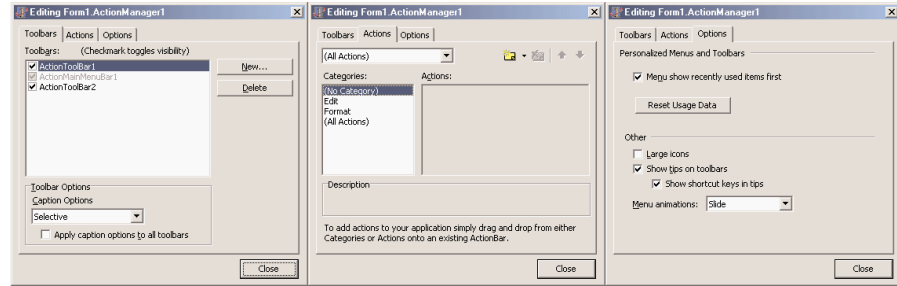 Editing Form1.ActionManager1
Toolbars Actions Options
Toolbars: (Checkmark toggles visibility)
ActionToolBar1
ActionMainMenuBar1
ActionToolBar2
New...
Delete
Toolbar Options
Caption Options
Selective
Apply caption options to all toolbars
Close
Editing Form1.ActionManager1
Toolbars Actions Options
(All Actions)
Categories: Actions:
(No Category)
Edit
Format
(All Actions)
Description
To add actions to your application simply drag and drop from either
Categories or Actions onto an existing ActionBar.
Close
Editing Form1.ActionManager1
Toolbars Actions Options
Personalized Menus and Toolbars
Menu show recently used items first
Reset Usage Data
Other
Large icons
Show tips on toolbars
Show shortcut keys in tips
Menu animations: Slide
Close